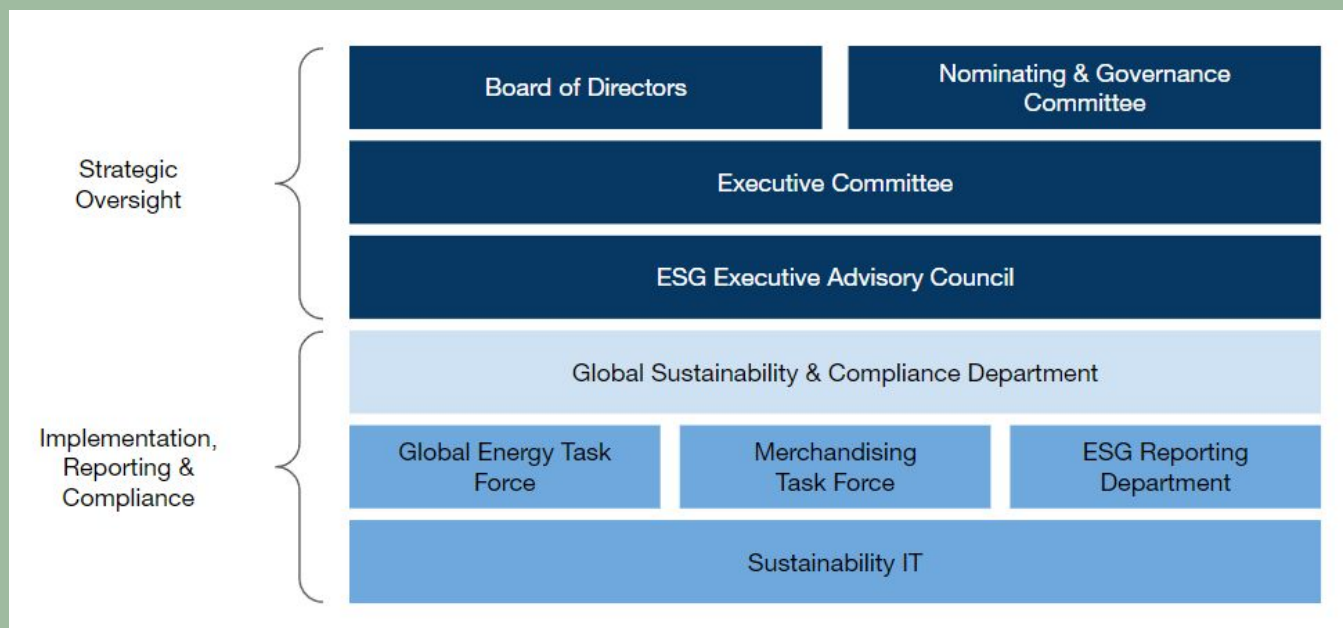 Board of Directors
Nominating & Governance
Committee
Strategic
Oversight
Executive Committee
ESG Executive Advisory Council
Global Sustainability & Compliance Department
Implementation,
Reporting &
Compliance
Global Energy Task
Force
Merchandising
Task Force
ESG Reporting
Department
Sustainability IT